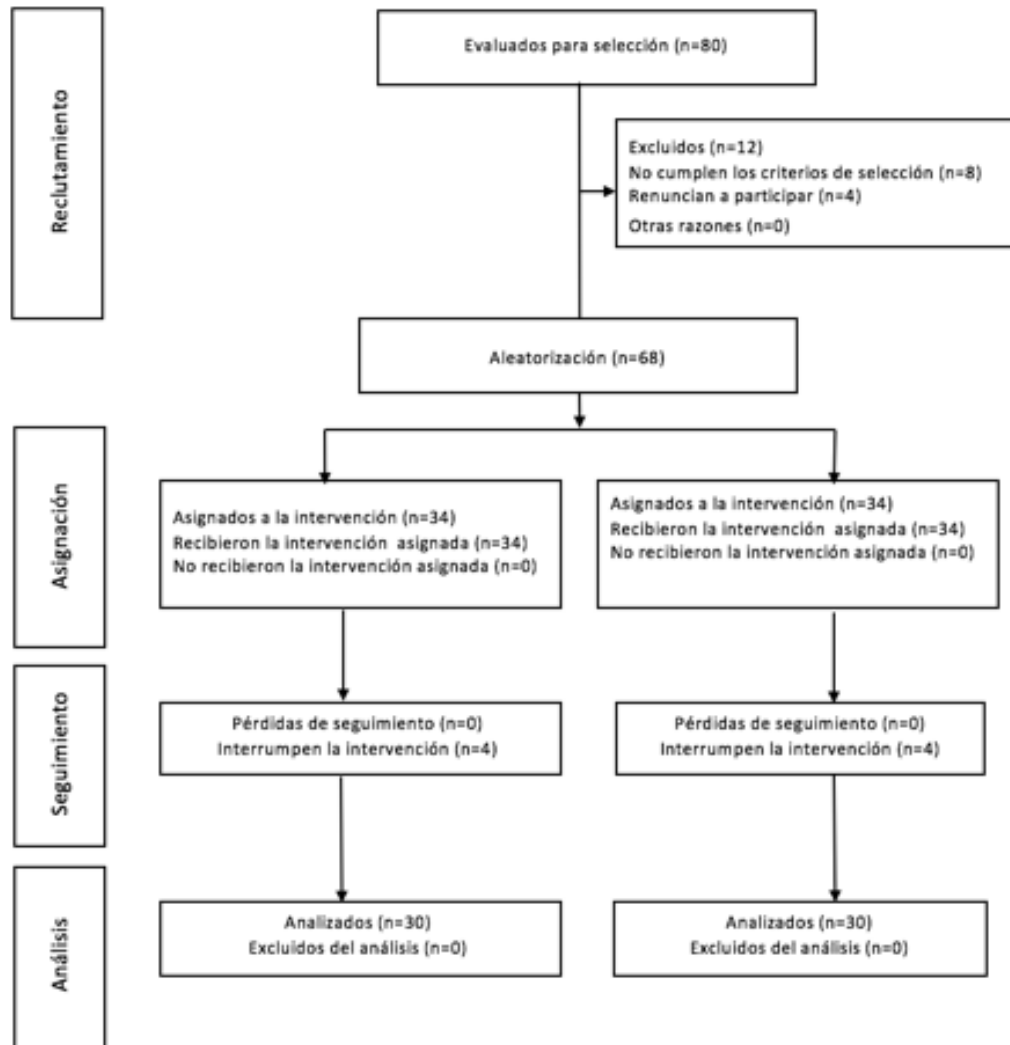 Reclutamiento
Evaluados para selección (n=80)
Excluidos (n=12)
No cumplen los criterios de selección (n=8)
Renuncian a participar (n=4)
Otras razones (n=0)
Aleatorización (n=68)
Asignación
Asignados a la intervención (n=34)
Recibieron la intervención asignada (n=34)
No recibieron la intervención asignada (n=0)
Asignados a la intervención (n=34)
Recibieron la intervención asignada (n=34)
No recibieron la intervención asignada (n=0)
Seguimiento
Pérdidas de seguimiento (n=0)
Interrumpen la intervención (n=4)
Pérdidas de seguimiento (n=0)
Interrumpen la intervención (n=4)
Análisis
Analizados (n=30)
Excluidos del análisis (n=0)
Analizados (n=30)
Excluidos del análisis (n=0)